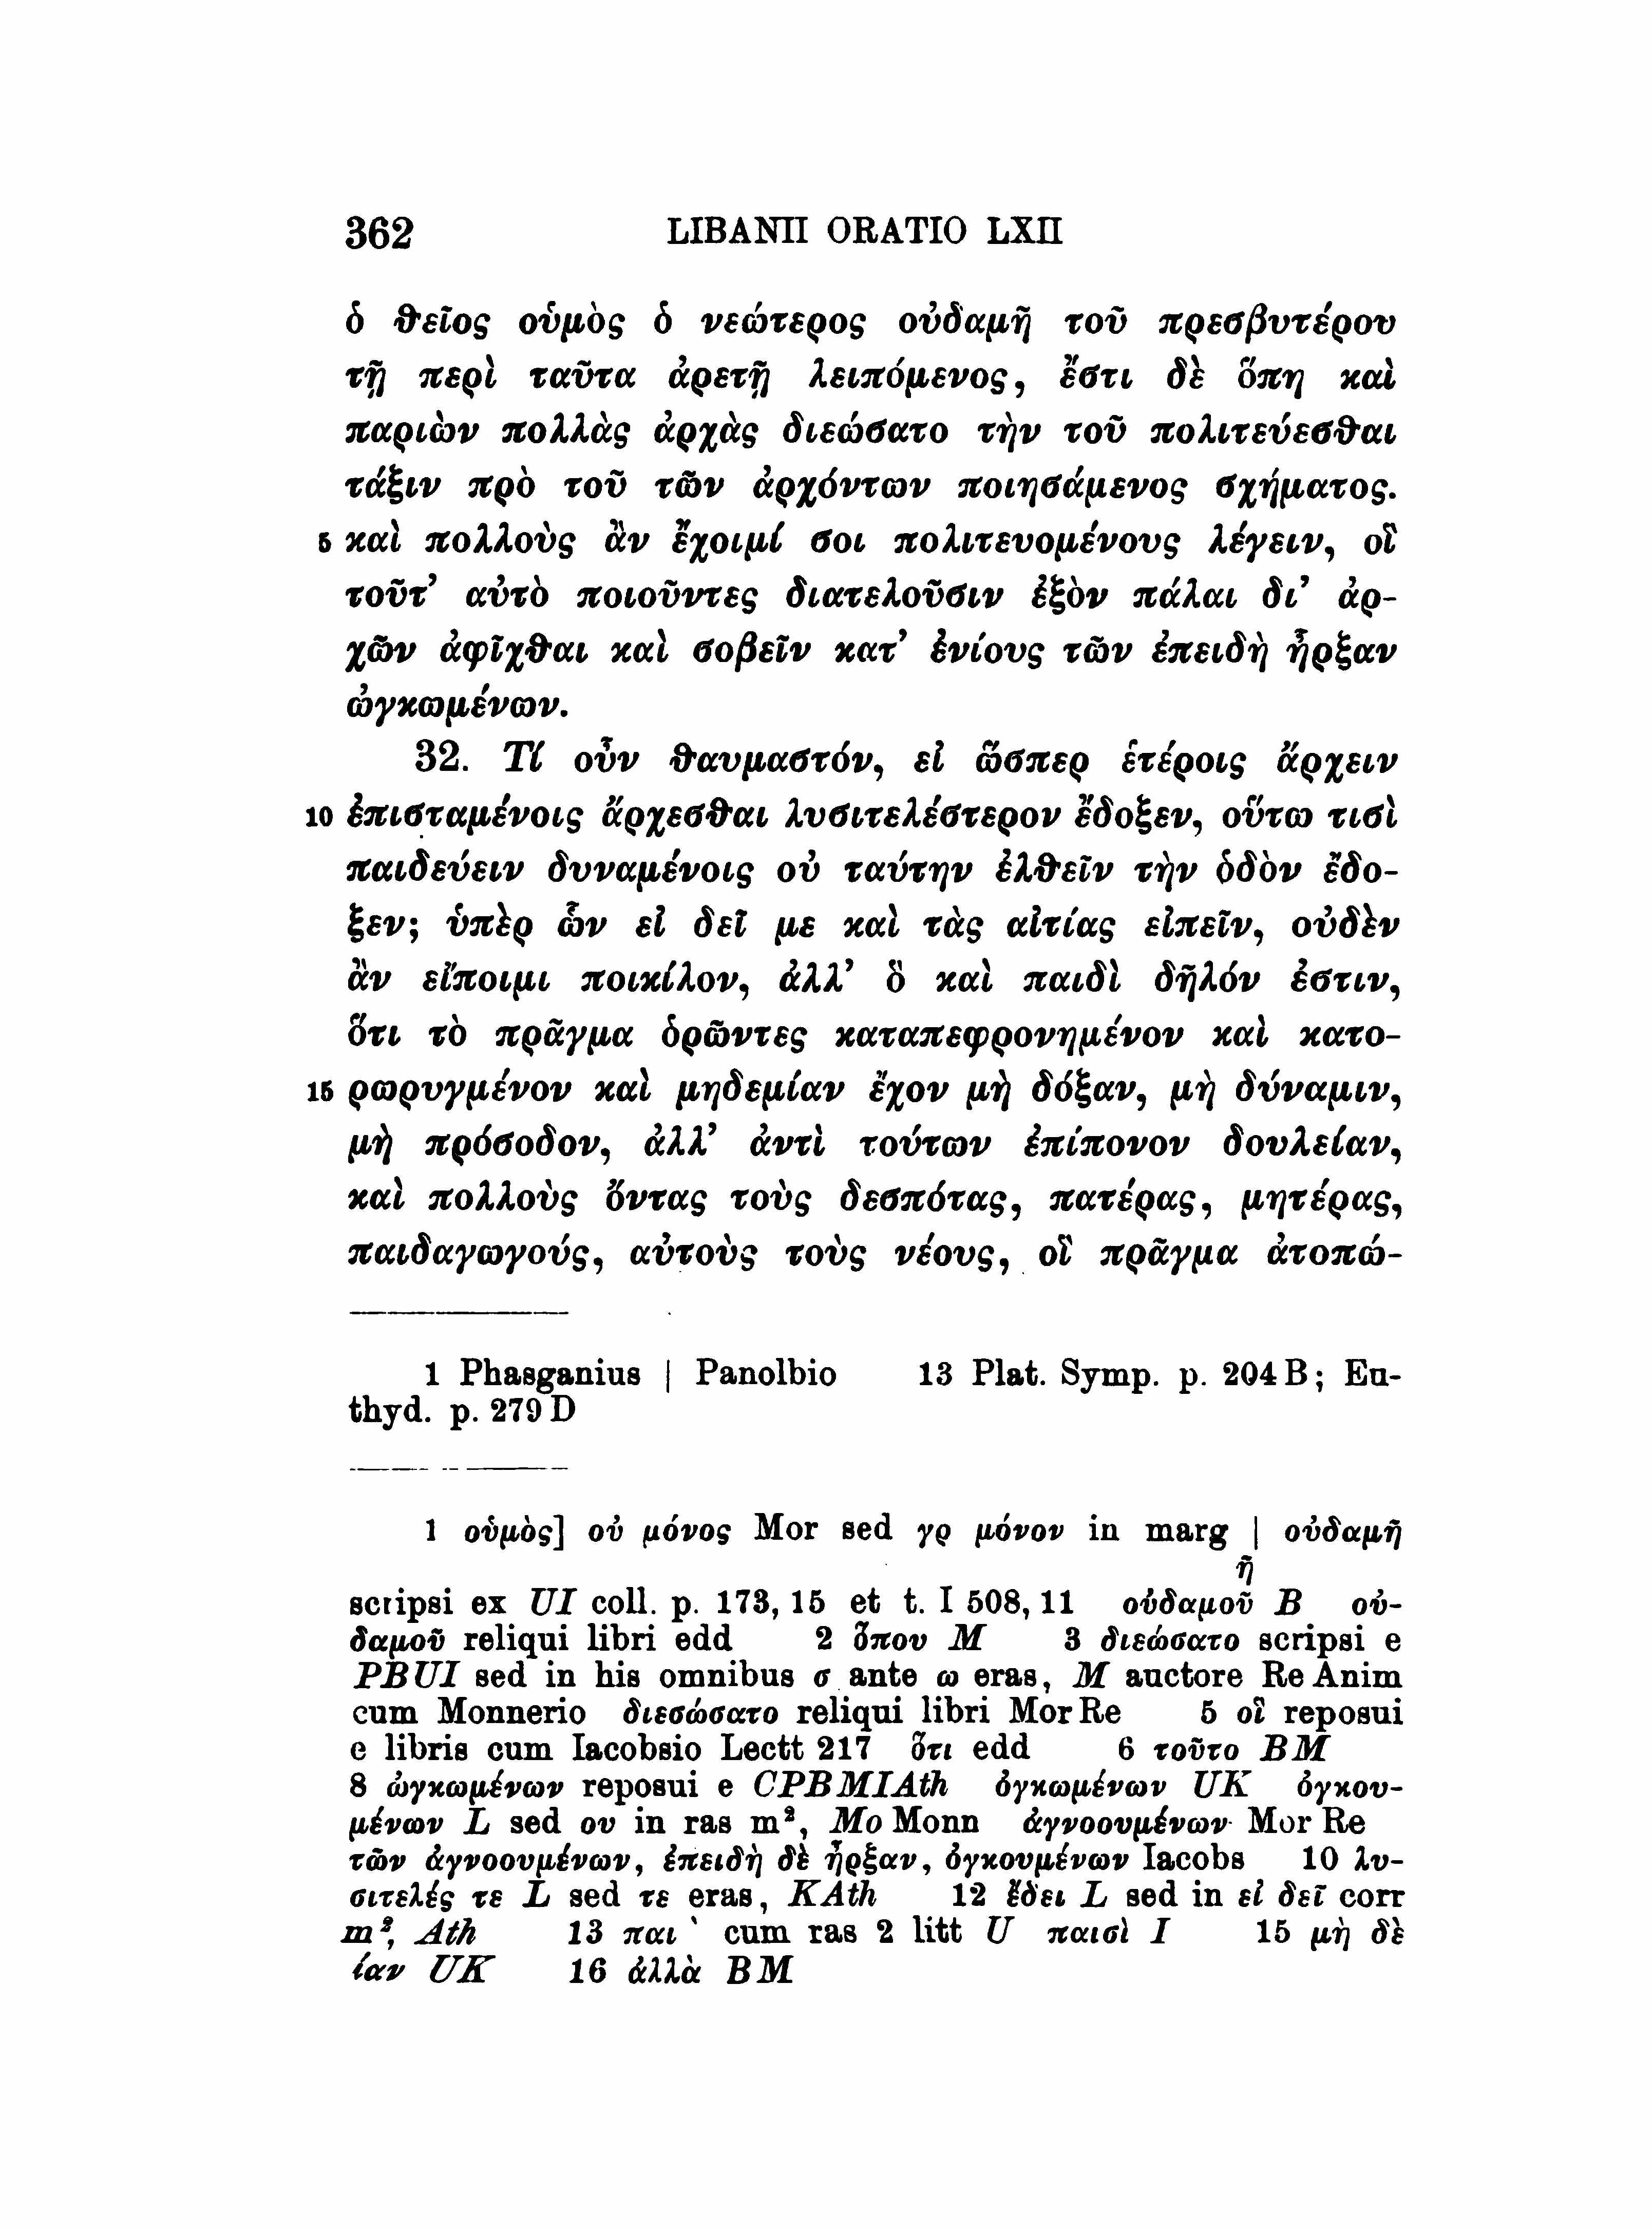 362 LIBANII ORATIO LXII
ὁ θεῖος οὑμὸς ὁ νεώτερος οὐδαμῆ τοῦ πρεσβυτέρου
τῇ περὶ ταῦτα ἀρετῇ λειπόμενος, ἔστι δὲ ὅπη καὶ
παριὼν πολλὰς ἀρχὰς διεώσατο τὴν τοῦ πολιτεύεσθαι
τάξιν πρὸ τοῦ τῶν ἀρχόντων ποιησάμενος σχήματος.
5 καὶ πολλοὺς ἂν ἔχοιμί σοι πολιτευομένους λέγειν, οἳ
τοῦτ’ αὐτὸ ποιοῦντες διατελοῦσιν ἐξὸν πάλαι δι’ ἀρ-
χῶν ἀφῖχθαι καὶ σοβεῖν κατ’ ἐνίους τῶν ἐπειδὴ ἦρξαν
ὠγκωμένων.
32. Τί οὖν θαυμαστόν, εἰ ὥσπερ ἑτέροις ἄρχειν
10 ἐπισταμένοις ἄρχεσθαι λυσιτελέστερον ἔδοξεν, οὕτω τισὶ
παιδεύειν δυναμένοις οὐ ταύτην ἐλθεῖν τὴν ὁδὸν ἔδο-
ξεν; ὑπὲρ ὧν εἰ δεῖ με καὶ τὰς αἰτίας εἰπεῖν, οὐδὲν
ἂν εἴποιμι ποικίλον, ἀλλ’ ὃ καὶ παιδὶ δῆλόν ἐστιν,
ὅτι τὸ πρᾶγμα ὁρῶντες καταπεφρονημένον καὶ κατο-
15 ρωρυγμένον καὶ μηδεμίαν ἔχον μὴ δόξαν, μὴ δύναμιν,
μὴ πρόσοδον, ἀλλ’ ἀντὶ τούτων ἐπίπονον δουλείαν,
καὶ πολλοὺς ὄντας τοὺς δεσπότας, πατέρας, μητέρας,
παιδαγωγούς, αὐτοὺς τοὺς νέους, οἳ πρᾶγμα ἀτοπώ-
1 Phasganius | Panolbio 13 Plat. Symp. p. 204 B; Eu-
thyd. p. 279 D
1 οὑμὸς] οὐ μόνος Mor sed γρ μόνον in marg | οὐδαμῆ
ῆ
scripsi ex UI coll. p. 173, 15 et t. I 508, 11 οὐδαμοῦ B οὐ-
δαμοῦ reliqui libri edd 2 ὅπου M 3 διεώσατο scripsi e
PBUI sed in his omnibus σ ante ω eras, M auctore Re Anim
cum Monnerio διεσώσατο reliqui libri Mor Re 5 οἳ reposui
e libris cum Iacobsio Lectt 217 ὅτι edd 6 τοῦτο BM
8 ὠγκωμένων reposui e CPBMIAth ὀγκωμένων UK ὀγκου-
μένων L sed ου in ras m², Mo Monn ἀγνοουμένων Mor Re
τῶν ἀγνοουμένων, ἐπειδὴ δὲ ἦρξαν, ὀγκουμένων Iacobs 10 λυ-
σιτελές τε L sed τε eras, KAth 12 ἔδει L sed in εἰ δεῖ corr
m², Ath 13 παι ̀ cum ras 2 litt U παισὶ I 15 μὴ δὲ
ίαν UK 16 ἀλλὰ BM